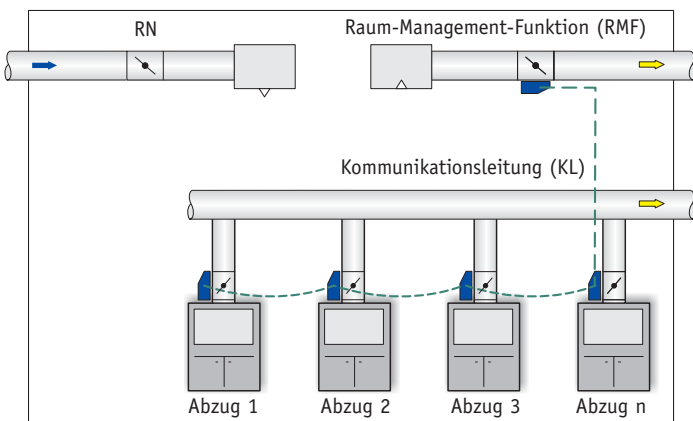 RN
Raum-Management-Funktion (RMF)
Kommunikationsleitung (KL)
Abzug 1
Abzug 2
Abzug 3
Abzug n